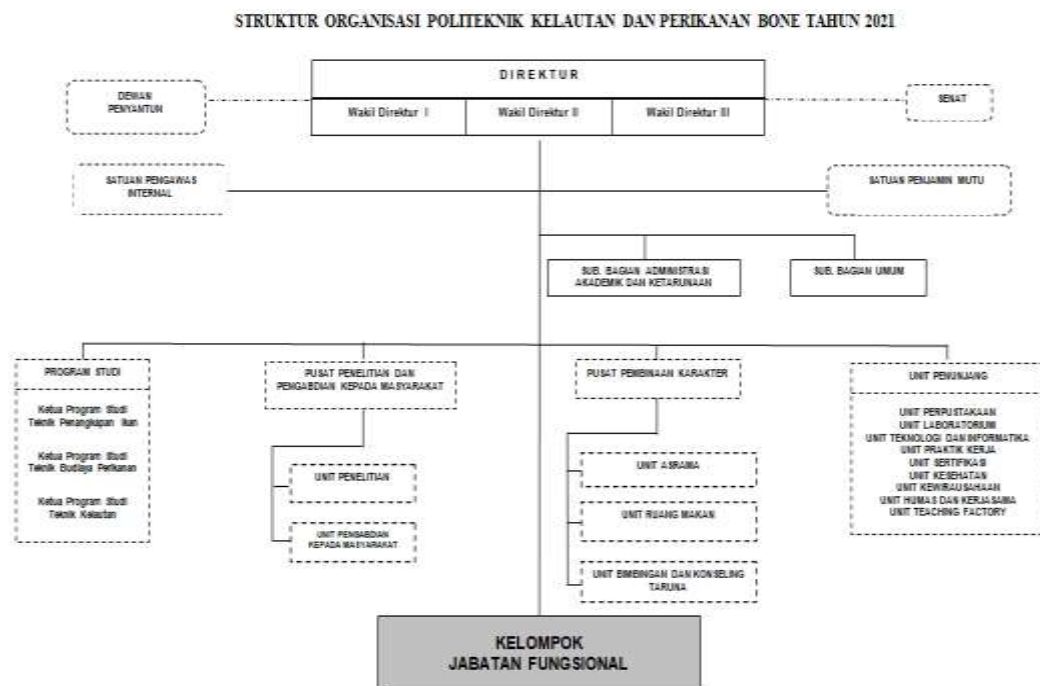 STRUKTUR ORGANISASI POLITEKNIK KELAUTAN DAN PERIKANAN BONE TAHUN 2021
DIREKTUR
Wakil Direktur I
Wakil Direktur II
Wakil Direktur III
DEWAN
PENYANTUN
SENAT
SATUAN PENGAWAS
INTERNAL
SATUAN PENJAMIN MUTU
SUB. BAGIAN ADMINISTRASI
AKADEMIK DAN KETARUNAAN
SUB. BAGIAN UMUM
PROGRAM STUDI
Ketua Program Studi
Teknik Penangkapan Ikan
Ketua Program Studi
Teknik Budiaya Perikanan
Ketua Program Studi
Teknik Kelautan
PUSAT PENELITIAN DAN
PENGABDIAN KEPADA MASYARAKAT
UNIT PENELITIAN
UNIT PENGABDIAN
KEPADA MASYARAKAT
PUSAT PEMBINAAN KARAKTER
UNIT ASRAMA
UNIT RUANG MAKAN
UNIT BIMBINGAN DAN KONSELING
TARUNA
UNIT PENUNJANG
UNIT PERPUSTAKAAN
UNIT LABORATORIUM
UNIT TEKNOLOGI DAN INFORMATIKA
UNIT PRAKTIK KERJA
UNIT SERTIFIKASI
UNIT KESEHATAN
UNIT KEWIRAUSAHAAN
UNIT HUMAS DAN KERJASAMA
UNIT TEACHING FACTORY
KELOMPOK
JABATAN FUNGSIONAL